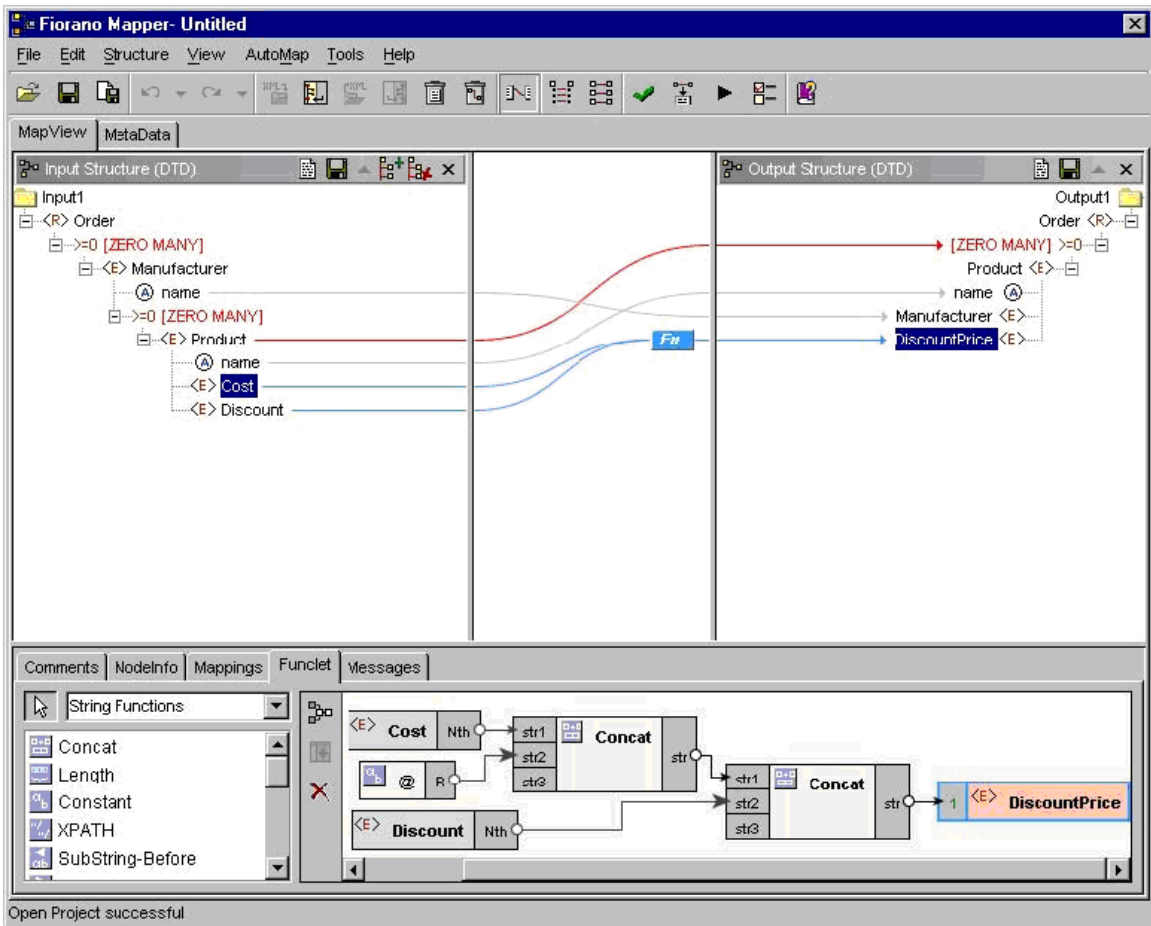 Fiorano Mapper- Untitled
File Edit Structure View AutoMap Tools Help
MapView MetaData
Input Structure (DTD)
Input1
<R> Order
>=0 [ZERO MANY]
<E> Manufacturer
A name
>=0 [ZERO MANY]
<E> Product
A name
<E> Cost
<E> Discount
Fn
Output Structure (DTD)
Output1
Order <R>
[ZERO MANY] >=0
Product <E>
name A
Manufacturer <E>
DiscountPrice <E>
Comments NodeInfo Mappings Funclet Messages
String Functions
Concat
Length
Constant
XPATH
SubString-Before
<E> Cost Nth
@ R
<E> Discount Nth
str1 Concat
str2 str
str3
str1 Concat
str2 str
str3
1 <E> DiscountPrice
Open Project successful